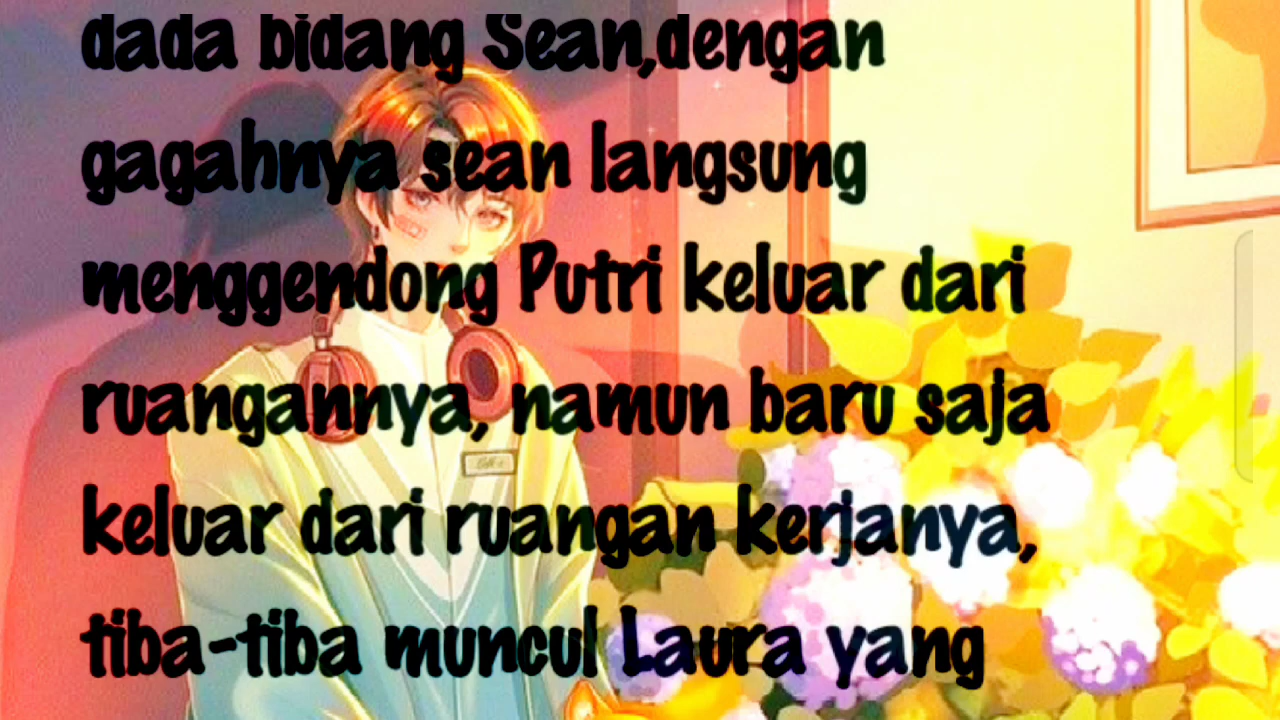 dada bidang Sean,dengan
gagahnya sean langsung
menggendong Putri keluar dari
ruangannya, namun baru saja
keluar dari ruangan kerjanya,
tiba-tiba muncul Laura yang